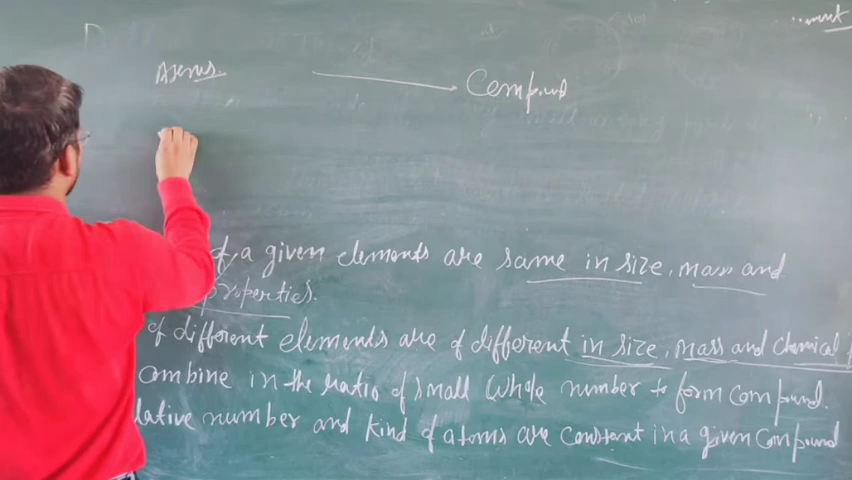 Atoms. Compound
of a given elements are same in size, mass and
properties.
of different elements are of different in size, mass and chemical
combine in the ratio of small whole number to form compound.
lative number and kind of atoms are constant in a given compound